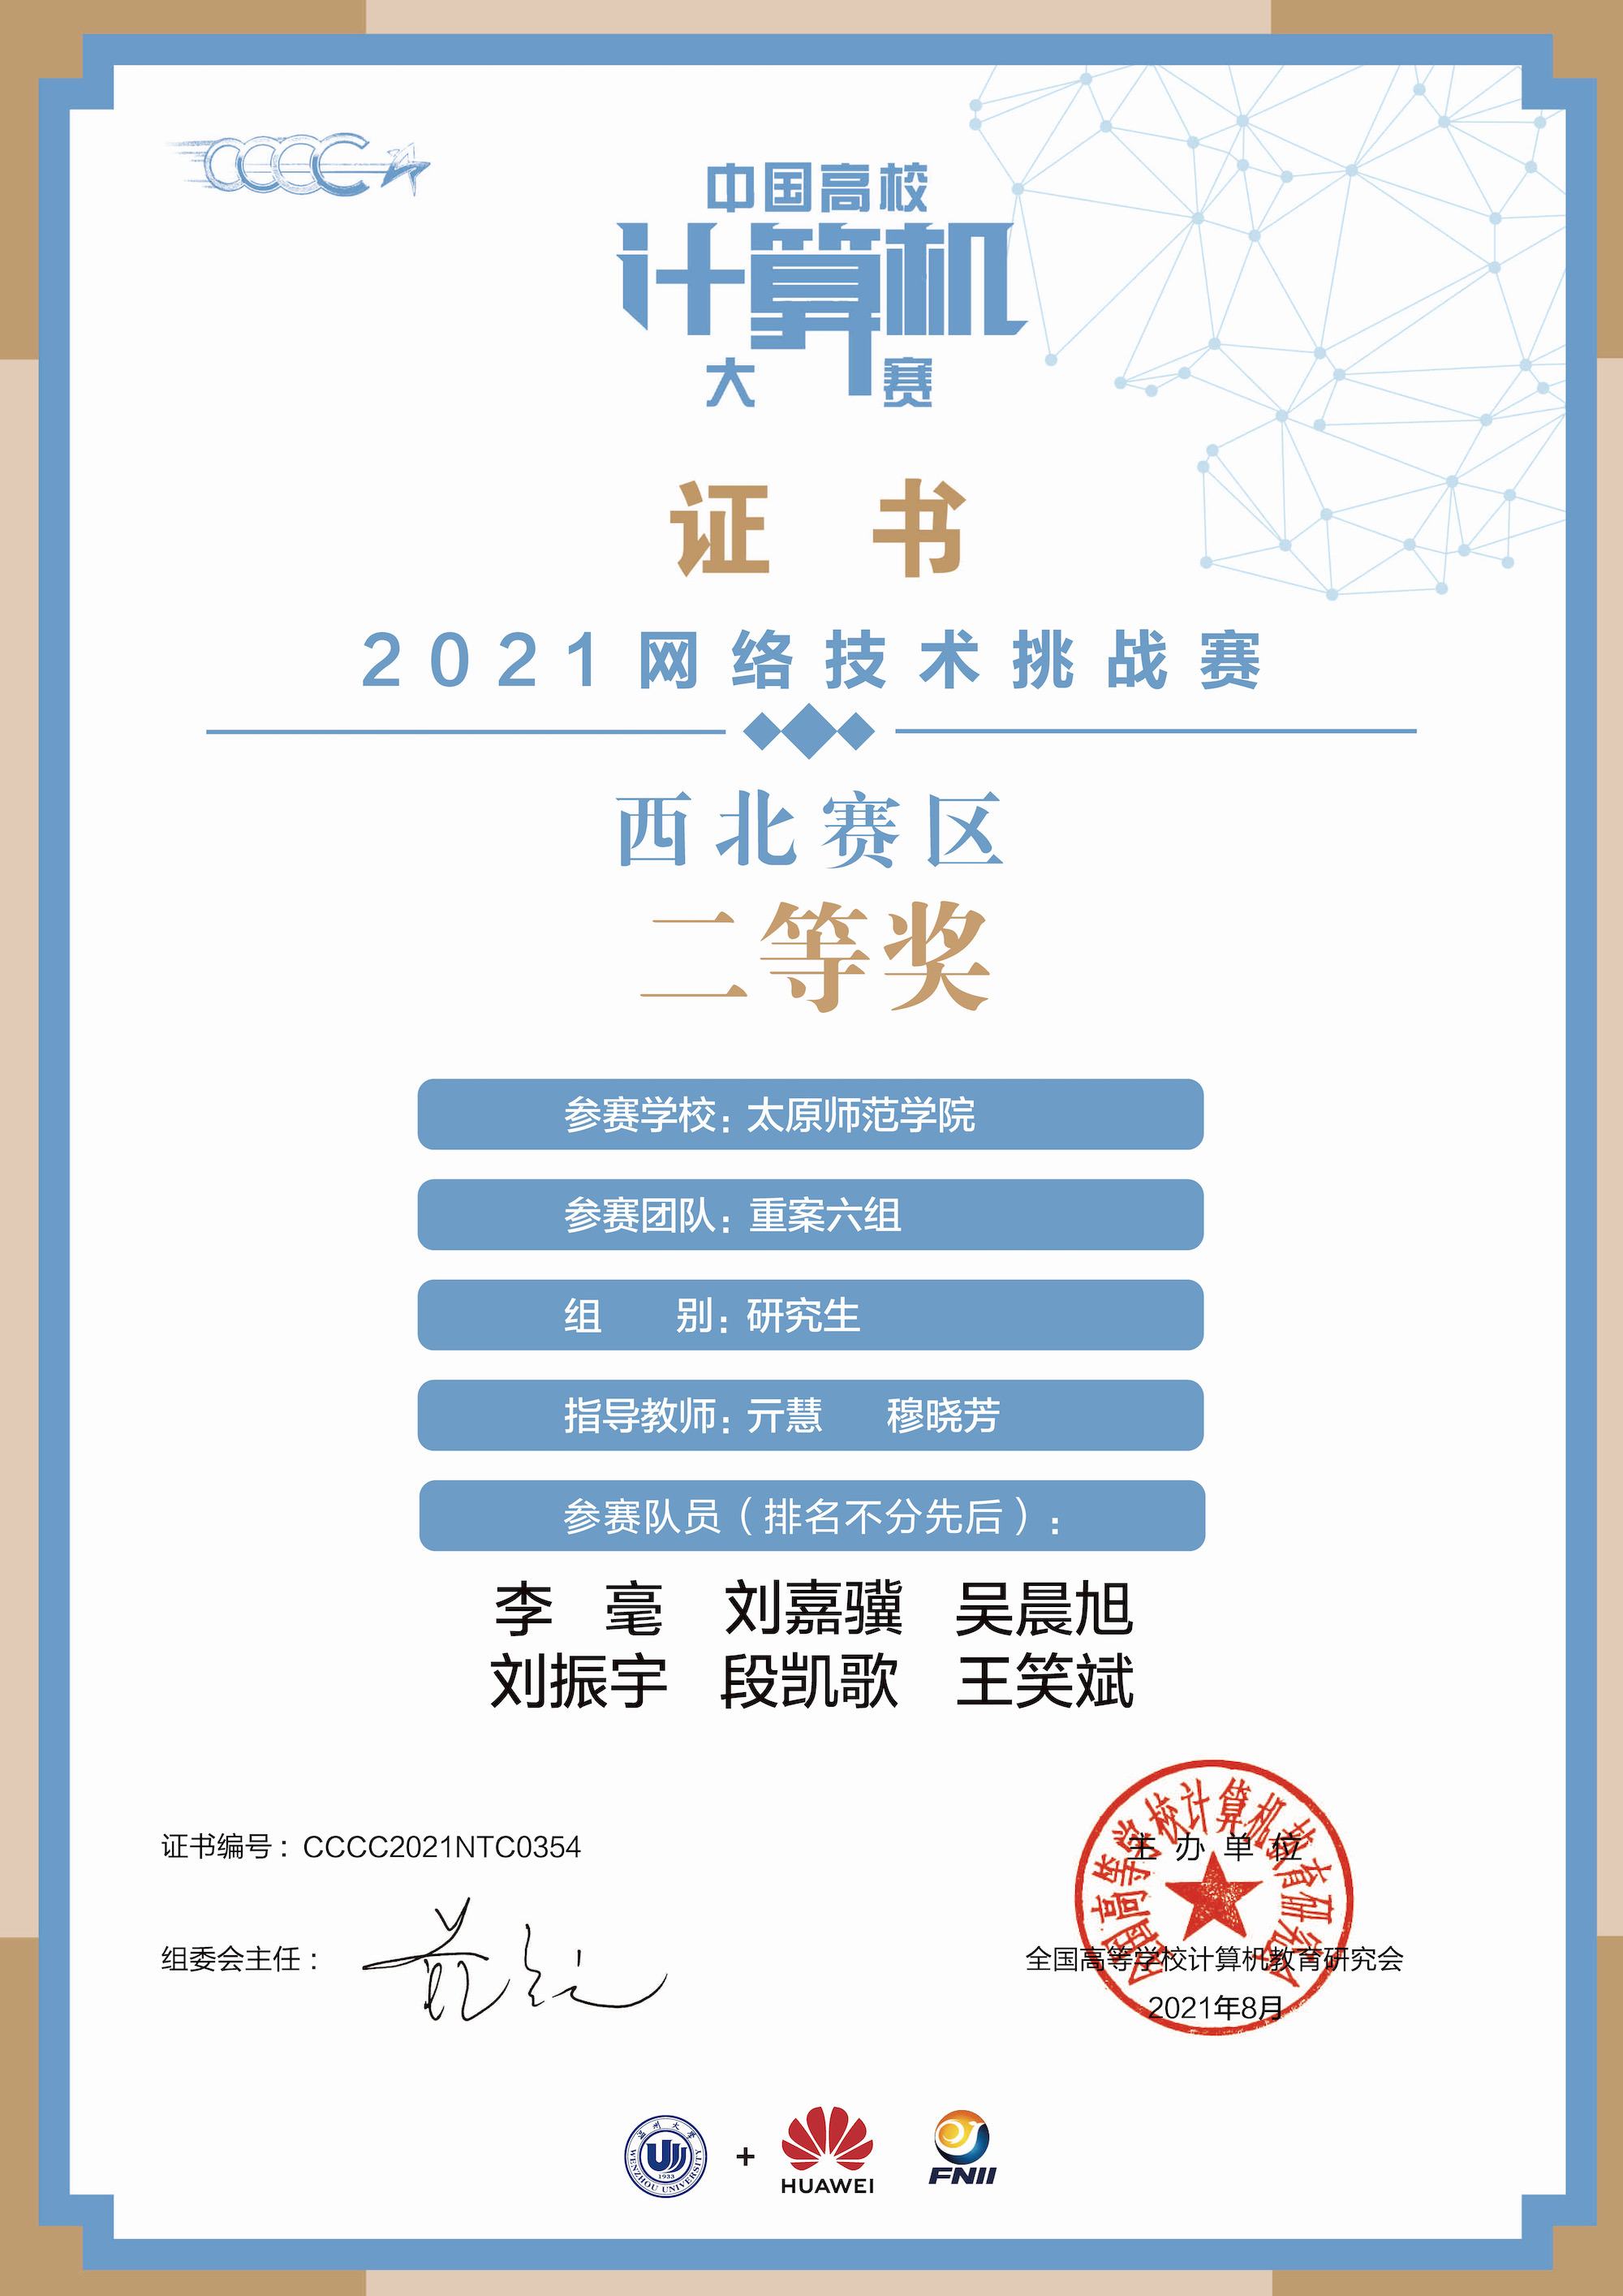 CCCC
中国高校
计算机
大赛
证书
2021网络技术挑战赛
西北赛区
二等奖
参赛学校：太原师范学院
参赛团队：重案六组
组 别：研究生
指导教师：亓慧 穆晓芳
参赛队员（排名不分先后）：
李毫 刘嘉骥 吴晨旭
刘振宇 段凯歌 王笑斌
证书编号：CCCC2021NTC0354
主办单位
全国高等学校计算机教育研究会
组委会主任：
全国高等学校计算机教育研究会
2021年8月
温州大学
WENZHOU UNIVERSITY
1933
+
HUAWEI
FNII